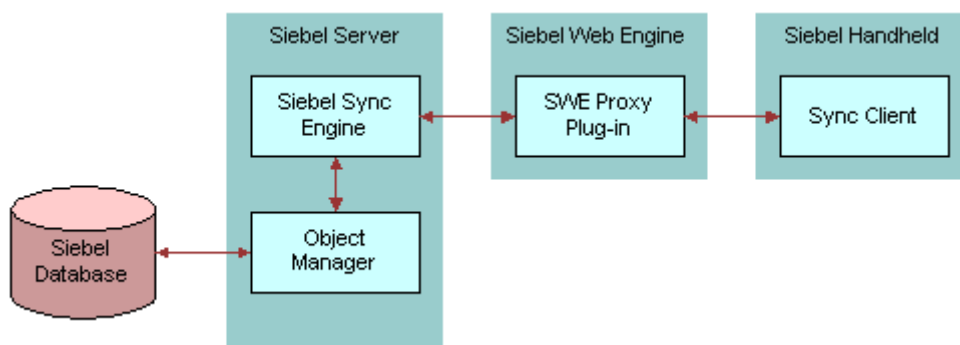 Siebel Server
Siebel Web Engine
Siebel Handheld
Siebel Sync
Engine
SWE Proxy
Plug-in
Sync Client
Siebel
Database
Object
Manager